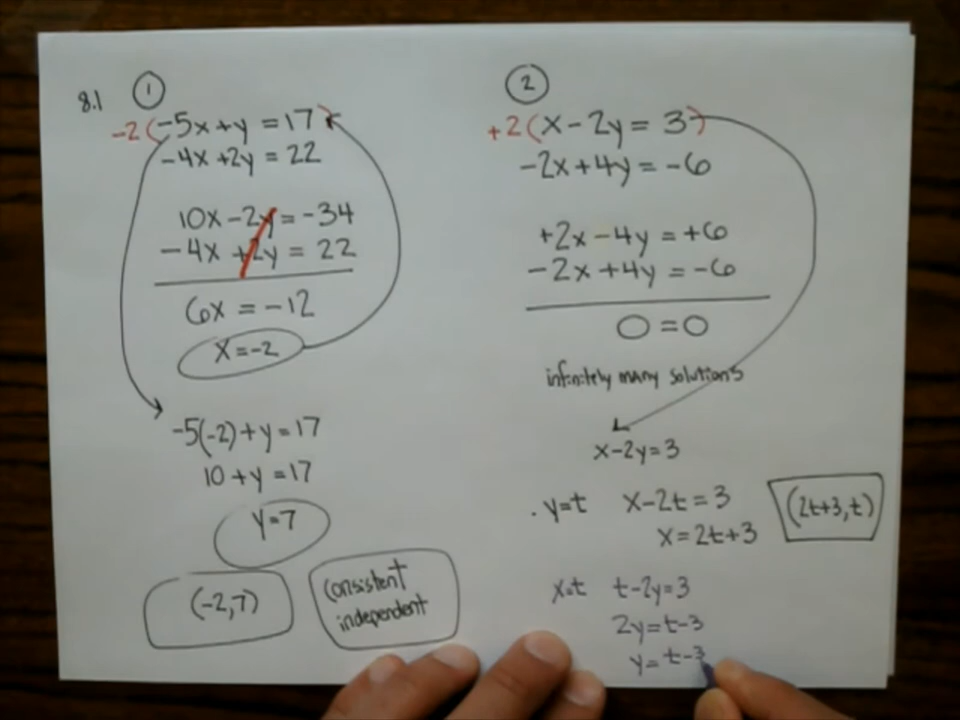 8.1
1
-2(-5x+y=17)
-4x+2y=22
10x-2y=-34
-4x+2y=22
6x=-12
x=-2
-5(-2)+y=17
10+y=17
y=7
(-2,7)
consistent
independent
2
+2(x-2y=3)
-2x+4y=-6
+2x-4y=+6
-2x+4y=-6
0=0
infinitely many solutions
x-2y=3
. y=t x-2t=3
x=2t+3
(2t+3,t)
x=t t-2y=3
2y=t-3
y=t-3